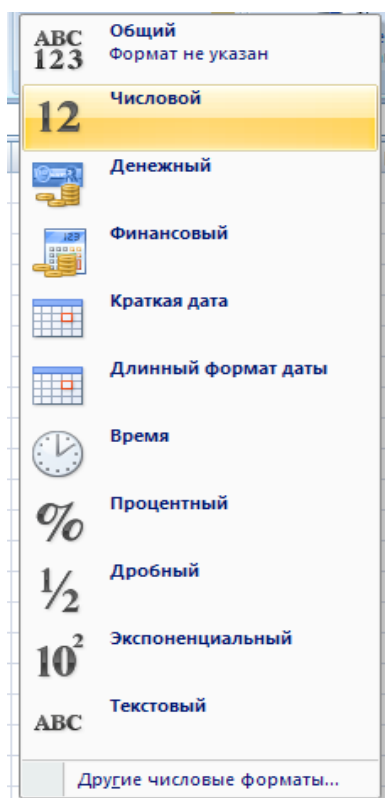 ABC
123
Общий
Формат не указан
12
Числовой
Денежный
123
Финансовый
Краткая дата
Длинный формат даты
Время
%
Процентный
1/2
Дробный
10²
Экспоненциальный
ABC
Текстовый
Другие числовые форматы...